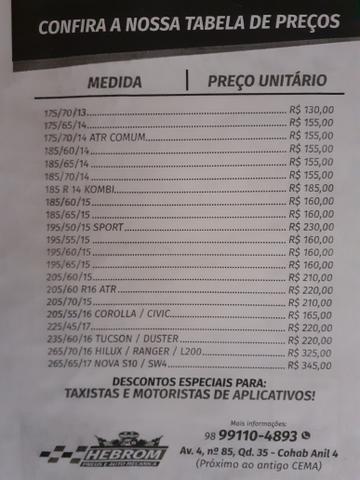 CONFIRA A NOSSA TABELA DE PREÇOS
MEDIDA | PREÇO UNITÁRIO
175/70/13 R$ 130,00
175/65/14 R$ 155,00
175/70/14 ATR COMUM R$ 155,00
185/60/14 R$ 155,00
185/65/14 R$ 155,00
185/70/14 R$ 155,00
185 R 14 KOMBI R$ 185,00
185/60/15 R$ 160,00
185/65/15 R$ 160,00
195/50/15 SPORT R$ 230,00
195/55/15 R$ 160,00
195/60/15 R$ 160,00
195/65/15 R$ 160,00
205/60/15 R$ 210,00
205/60 R16 ATR R$ 220,00
205/70/15 R$ 210,00
205/55/16 COROLLA / CIVIC R$ 165,00
225/45/17 R$ 220,00
235/60/16 TUCSON / DUSTER R$ 220,00
265/70/16 HILUX / RANGER / L200 R$ 325,00
265/65/17 NOVA S10 / SW4 R$ 345,00
DESCONTOS ESPECIAIS PARA:
TAXISTAS E MOTORISTAS DE APLICATIVOS!
HEBROM
PNEUS E AUTO MECÂNICA
Mais informações:
98 99110-4893
Av. 4, nº 85, Qd. 35 - Cohab Anil 4
(Próximo ao antigo CEMA)